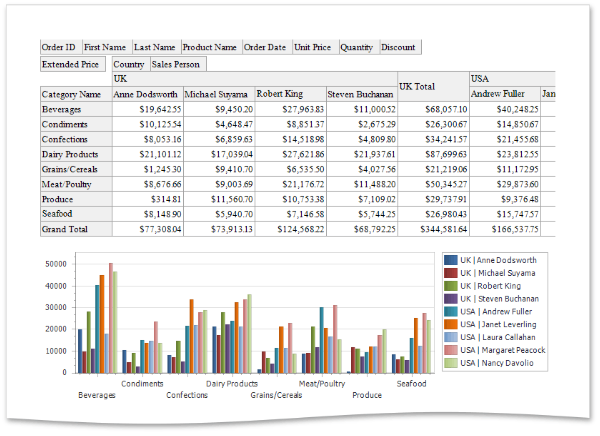 Order ID First Name Last Name Product Name Order Date Unit Price Quantity Discount
Extended Price Country Sales Person
UK UK Total USA
Category Name Anne Dodsworth Michael Suyama Robert King Steven Buchanan Andrew Fuller Jan
Beverages $19,642.55 $9,450.20 $27,963.83 $11,000.52 $68,057.10 $40,248.25
Condiments $10,125.54 $4,648.47 $8,851.37 $2,675.29 $26,300.67 $14,850.67
Confections $8,053.16 $6,859.63 $14,518.98 $4,809.80 $34,241.57 $21,455.68
Dairy Products $21,101.12 $17,039.04 $27,621.86 $21,937.61 $87,699.63 $23,812.55
Grains/Cereals $1,245.30 $9,410.70 $6,535.50 $4,027.56 $21,219.06 $11,172.95
Meat/Poultry $8,676.66 $9,003.69 $21,176.72 $11,488.20 $50,345.27 $29,873.60
Produce $314.81 $11,560.70 $10,753.38 $7,109.02 $29,737.91 $9,376.48
Seafood $8,148.90 $5,940.70 $7,146.58 $5,744.25 $26,980.43 $15,747.57
Grand Total $77,308.04 $73,913.13 $124,568.22 $68,792.25 $344,581.64 $166,537.75
50000
40000
30000
20000
10000
0
Condiments Dairy Products Meat/Poultry Seafood
Beverages Confections Grains/Cereals Produce
UK | Anne Dodsworth
UK | Michael Suyama
UK | Robert King
UK | Steven Buchanan
USA | Andrew Fuller
USA | Janet Leverling
USA | Laura Callahan
USA | Margaret Peacock
USA | Nancy Davolio